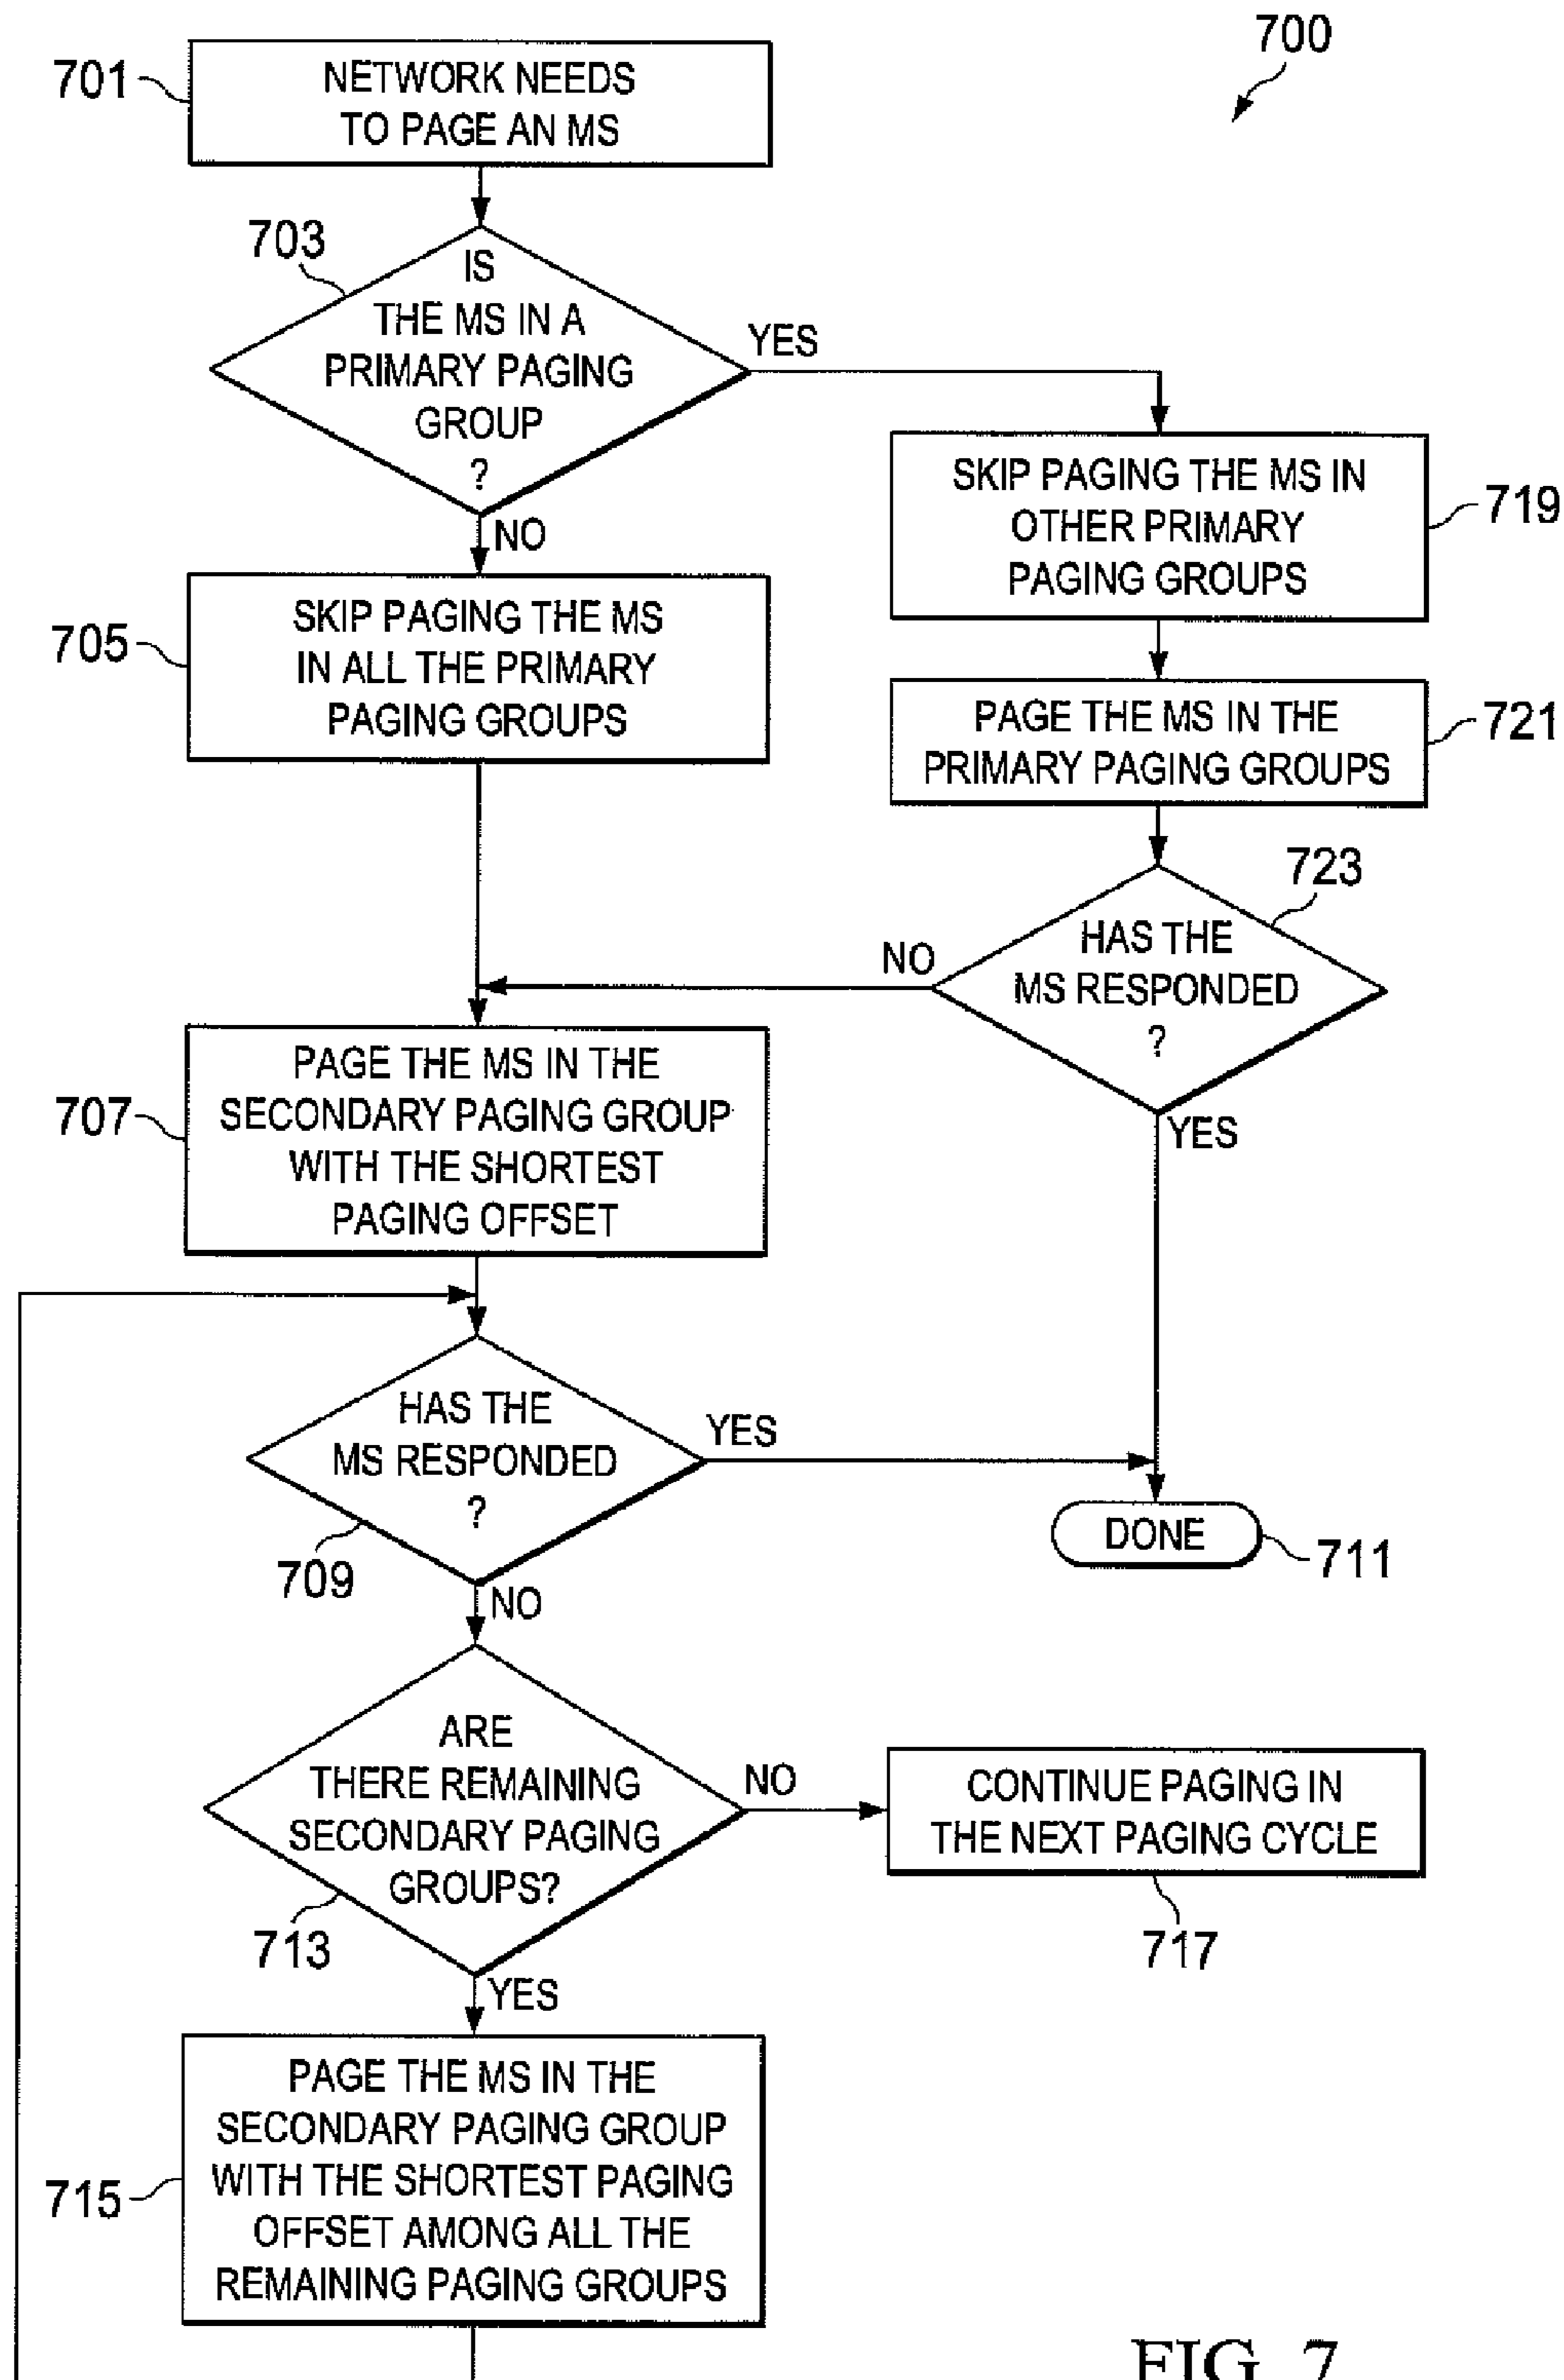 700
701
NETWORK NEEDS
TO PAGE AN MS
703
IS
THE MS IN A
PRIMARY PAGING
GROUP
?
YES
NO
SKIP PAGING THE MS IN
OTHER PRIMARY
PAGING GROUPS
719
705
SKIP PAGING THE MS
IN ALL THE PRIMARY
PAGING GROUPS
PAGE THE MS IN THE
PRIMARY PAGING GROUPS
721
723
HAS THE
MS RESPONDED
?
NO
YES
707
PAGE THE MS IN THE
SECONDARY PAGING GROUP
WITH THE SHORTEST
PAGING OFFSET
HAS THE
MS RESPONDED
?
YES
709
NO
DONE
711
ARE
THERE REMAINING
SECONDARY PAGING
GROUPS?
NO
713
YES
CONTINUE PAGING IN
THE NEXT PAGING CYCLE
717
715
PAGE THE MS IN THE
SECONDARY PAGING GROUP
WITH THE SHORTEST PAGING
OFFSET AMONG ALL THE
REMAINING PAGING GROUPS
FIG. 7